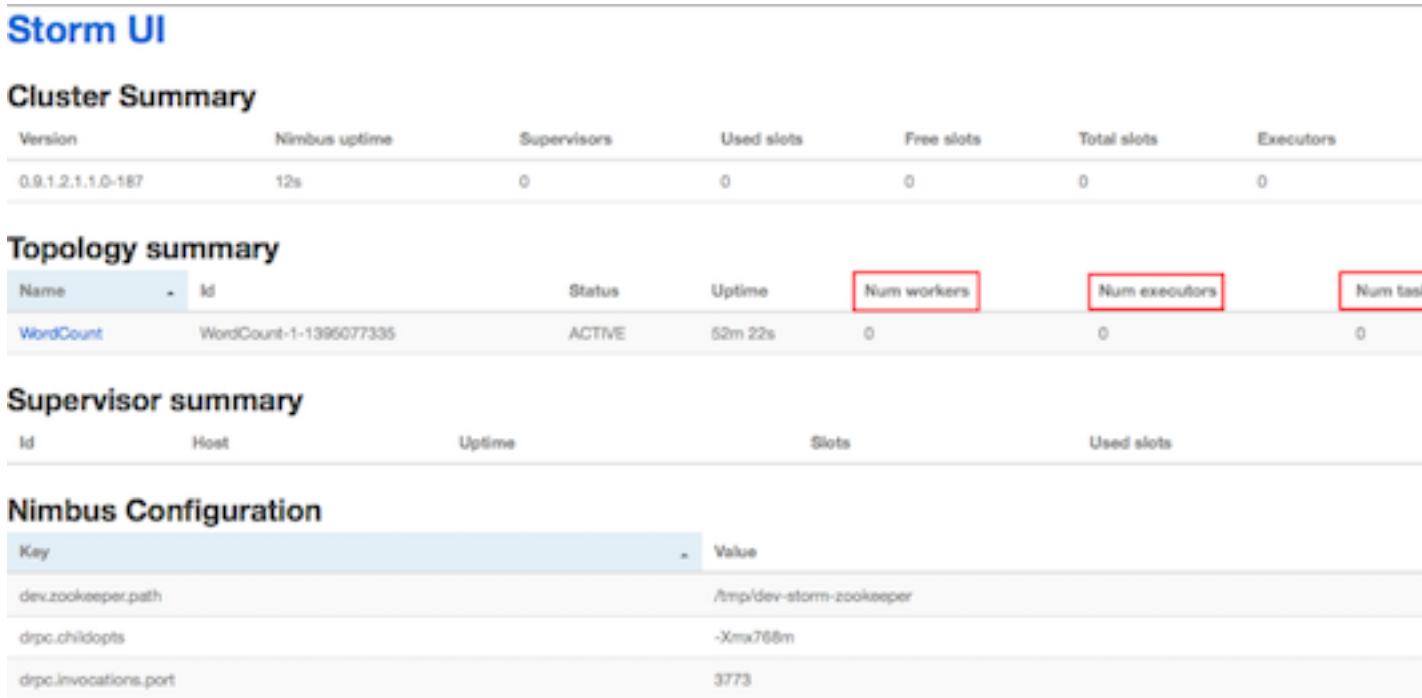 Storm UI
Cluster Summary
Version Nimbus uptime Supervisors Used slots Free slots Total slots Executors
0.9.1.2.1.1.0-187 12s 0 0 0 0 0
Topology summary
Name Id Status Uptime Num workers Num executors Num tas
WordCount WordCount-1-1395077335 ACTIVE 52m 22s 0 0 0
Supervisor summary
Id Host Uptime Slots Used slots
Nimbus Configuration
Key Value
dev.zookeeper.path /tmp/dev-storm-zookeeper
drpc.childopts -Xmx768m
drpc.invocations.port 3773